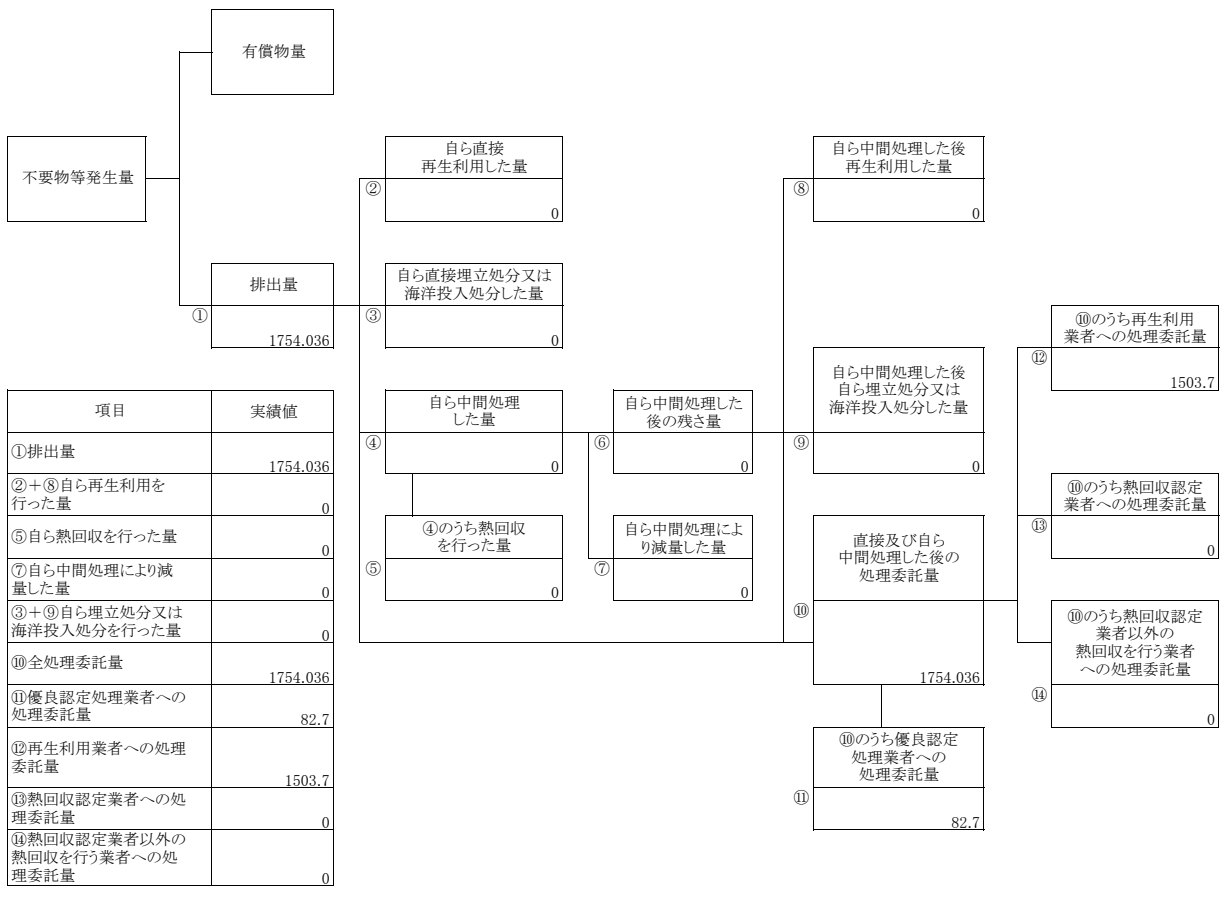 有償物量
不要物等発生量
排出量
①
1754.036
自ら直接
再生利用した量
②
0
自ら直接埋立処分又は
海洋投入処分した量
③
0
自ら中間処理
した量
④
0
④のうち熱回収
を行った量
⑤
0
自ら中間処理した
後の残さ量
⑥
0
自ら中間処理によ
り減量した量
⑦
0
自ら中間処理した後
再生利用した量
⑧
0
自ら中間処理した後
自ら埋立処分又は
海洋投入処分した量
⑨
0
直接及び自ら
中間処理した後の
処理委託量
⑩
1754.036
⑩のうち優良認定
処理業者への
処理委託量
⑪
82.7
⑩のうち再生利用
業者への処理委託量
⑫
1503.7
⑩のうち熱回収認定
業者への処理委託量
⑬
0
⑩のうち熱回収認定
業者以外の
熱回収を行う業者
への処理委託量
⑭
0
項目 実績値
①排出量
1754.036
②+⑧自ら再生利用を
行った量
0
⑤自ら熱回収を行った量
0
⑦自ら中間処理により減
量した量
0
③+⑨自ら埋立処分又は
海洋投入処分を行った量
0
⑩全処理委託量
1754.036
⑪優良認定処理業者への
処理委託量
82.7
⑫再生利用業者への処理
委託量
1503.7
⑬熱回収認定業者への処
理委託量
0
⑭熱回収認定業者以外の
熱回収を行う業者への処
理委託量
0